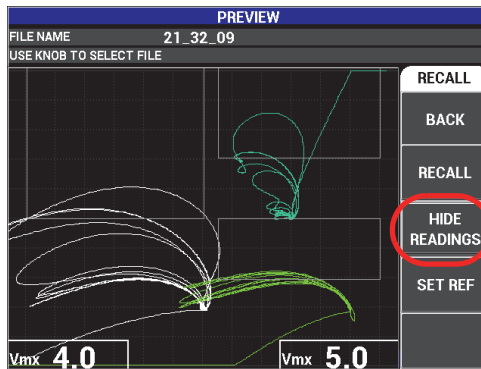 PREVIEW
FILE NAME 21_32_09
USE KNOB TO SELECT FILE
RECALL
BACK
RECALL
HIDE
READINGS
SET REF
Vmx 4.0
Vmx 5.0